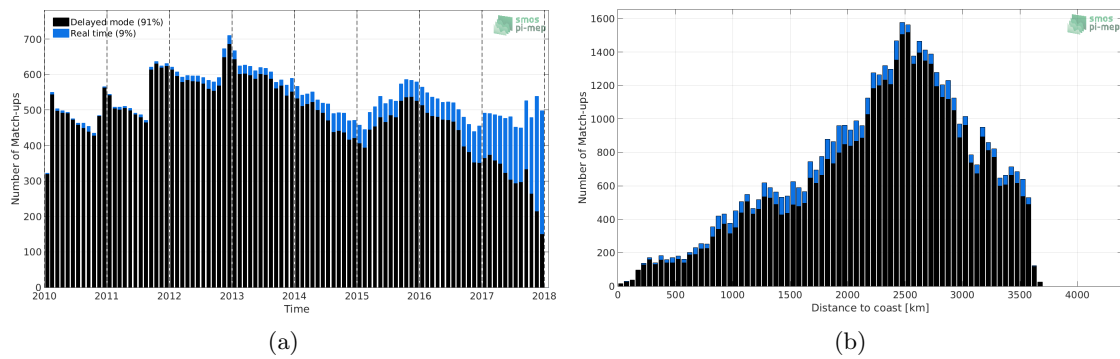 Delayed mode (91%)
Real time (9%)
smos
pi-mep
Number of Match-ups
700
600
500
400
300
200
100
0
2010 2011 2012 2013 2014 2015 2016 2017 2018
Time
(a)
smos
pi-mep
Number of Match-ups
1600
1400
1200
1000
800
600
400
200
0
0 500 1000 1500 2000 2500 3000 3500 4000
Distance to coast [km]
(b)